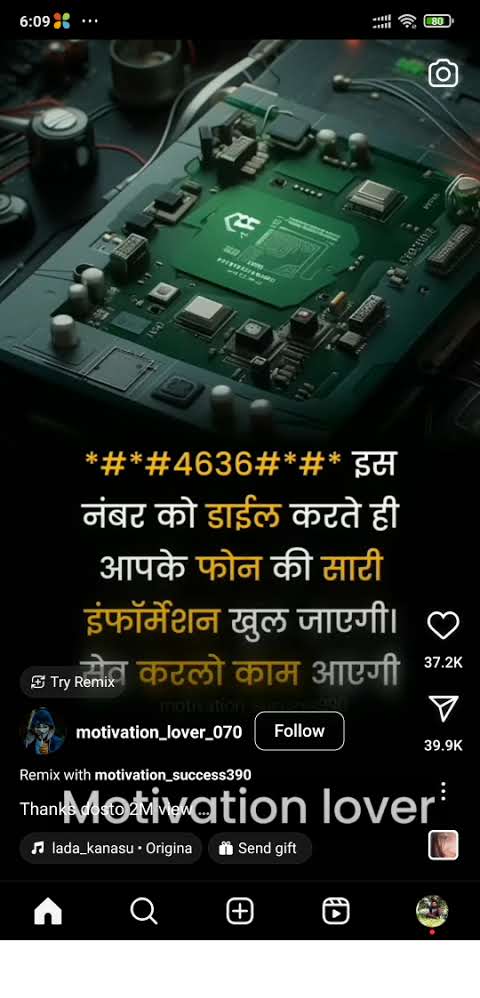 6:09
80
*#*#4636#*#* इस
नंबर को डाईल करते ही
आपके फोन की सारी
इंफॉर्मेशन खुल जाएगी।
सेव करलो काम आएगी
37.2K
Try Remix
motivation_success390
motivation_lover_070
Follow
39.9K
Remix with motivation_success390
Thanks dosto 2M view ...
Motivation lover
lada_kanasu • Origina
Send gift